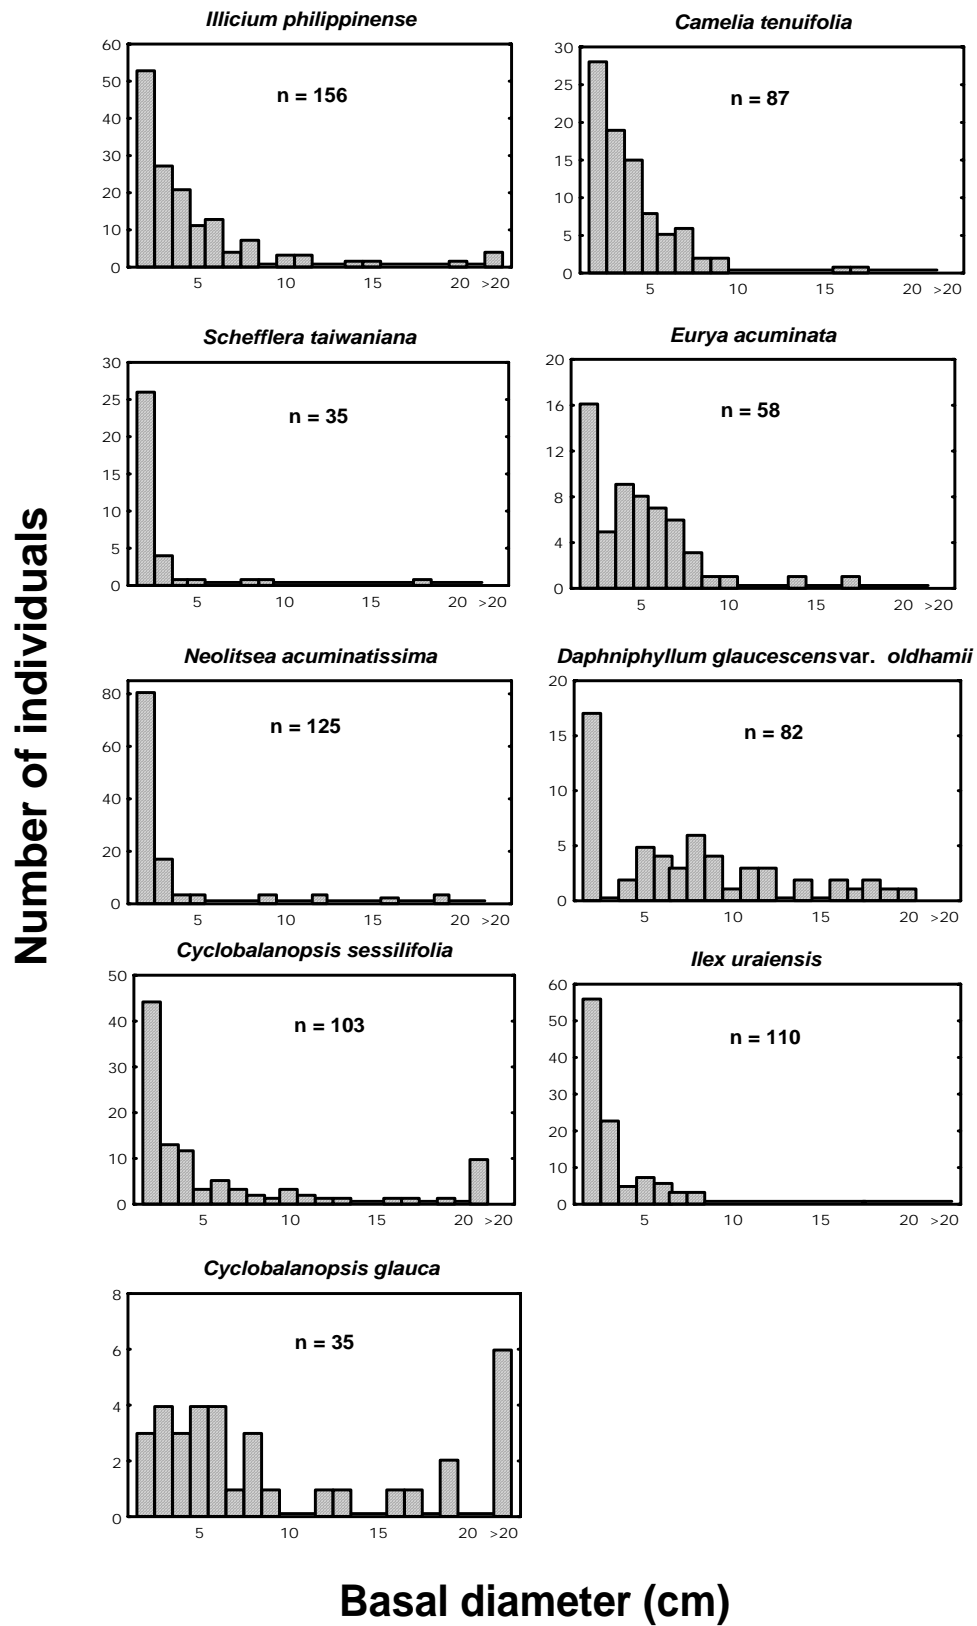 Illicium philippinense
60
50
40
30
20
10
0
n = 156
5 10 15 20 >20
Camelia tenuifolia
30
25
20
15
10
5
0
n = 87
5 10 15 20 >20
Schefflera taiwaniana
30
25
20
15
10
5
0
n = 35
5 10 15 20 >20
Eurya acuminata
20
16
12
8
4
0
n = 58
5 10 15 20 >20
Neolitsea acuminatissima
80
60
40
20
0
n = 125
5 10 15 20 >20
Daphniphyllum glaucescensvar. oldhamii
20
15
10
5
0
n = 82
5 10 15 20 >20
Cyclobalanopsis sessilifolia
50
40
30
20
10
0
n = 103
5 10 15 20 >20
Ilex uraiensis
60
50
40
30
20
10
0
n = 110
5 10 15 20 >20
Cyclobalanopsis glauca
8
6
4
2
0
n = 35
5 10 15 20 >20
Number of individuals
Basal diameter (cm)